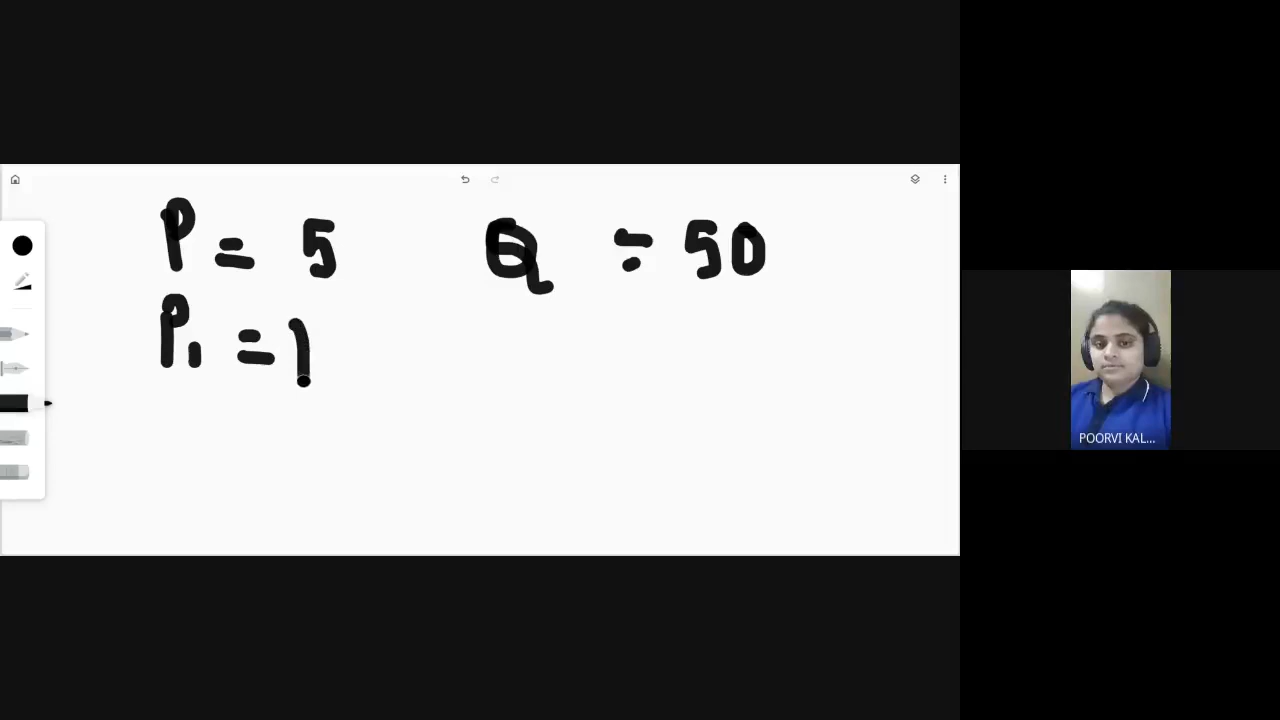 P = 5 Q = 50
P1 = 1
POORVI KAL...